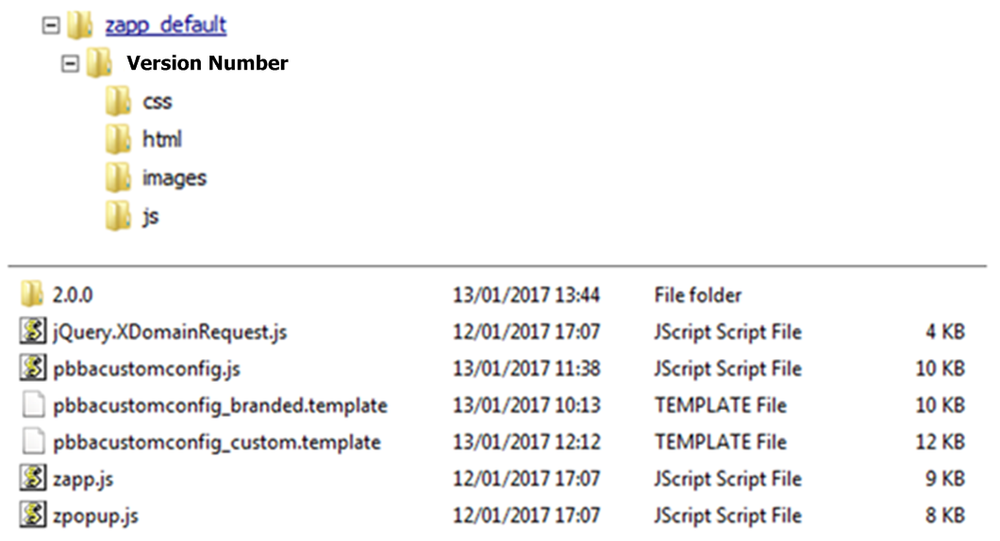 zapp_default
Version Number
css
html
images
js
2.0.0 13/01/2017 13:44 File folder
jQuery.XDomainRequest.js 12/01/2017 17:07 JScript Script File 4 KB
pbbacustomconfig.js 13/01/2017 11:38 JScript Script File 10 KB
pbbacustomconfig_branded.template 13/01/2017 10:13 TEMPLATE File 10 KB
pbbacustomconfig_custom.template 13/01/2017 12:12 TEMPLATE File 12 KB
zapp.js 12/01/2017 17:07 JScript Script File 9 KB
zpopup.js 12/01/2017 17:07 JScript Script File 8 KB